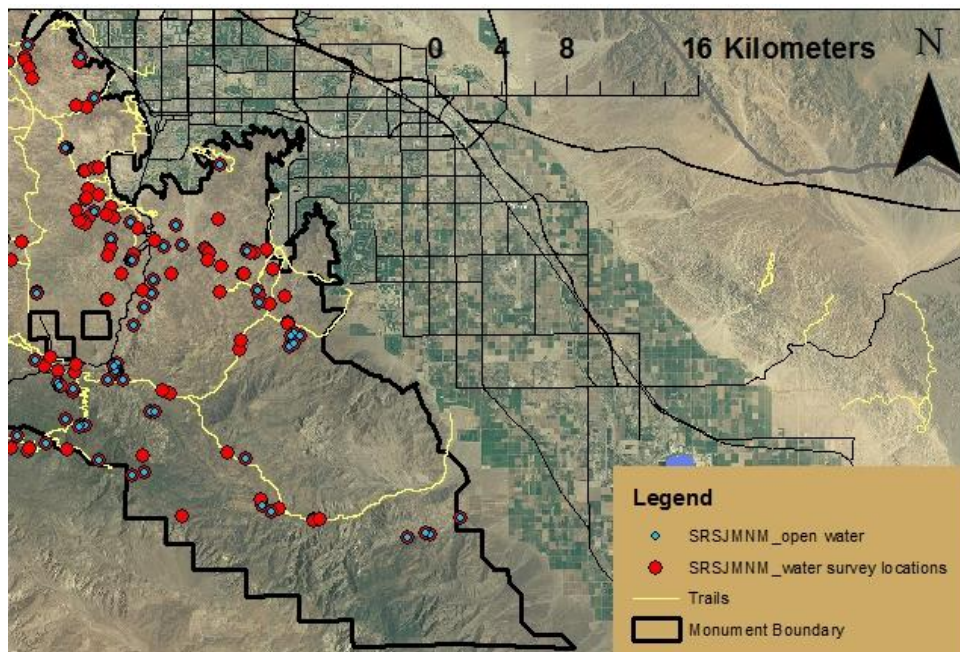 0 4 8 16 Kilometers
N
Legend
SRSJMNM_open water
SRSJMNM_water survey locations
Trails
Monument Boundary